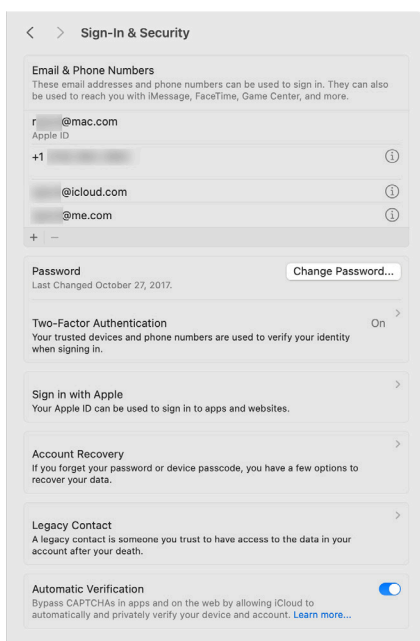 Sign-In & Security
Email & Phone Numbers
These email addresses and phone numbers can be used to sign in. They can also
be used to reach you with iMessage, FaceTime, Game Center, and more.
r @mac.com
Apple ID
+1
@icloud.com
@me.com
+ −
Password
Change Password...
Last Changed October 27, 2017.
Two-Factor Authentication
On
Your trusted devices and phone numbers are used to verify your identity
when signing in.
Sign in with Apple
Your Apple ID can be used to sign in to apps and websites.
Account Recovery
If you forget your password or device passcode, you have a few options to
recover your data.
Legacy Contact
A legacy contact is someone you trust to have access to the data in your
account after your death.
Automatic Verification
Bypass CAPTCHAs in apps and on the web by allowing iCloud to
automatically and privately verify your device and account. Learn more...